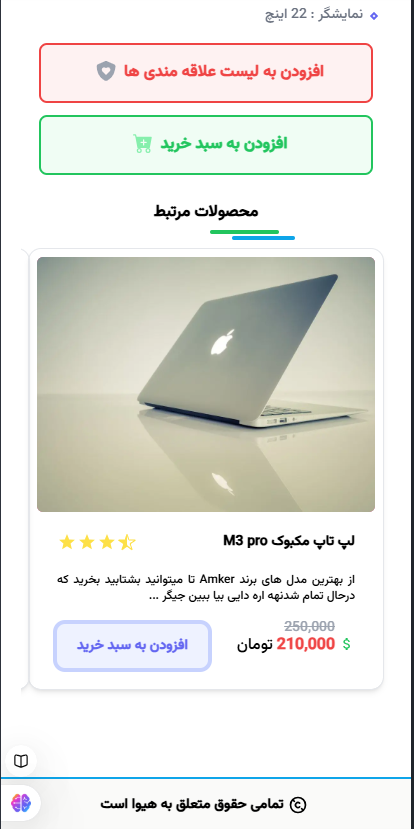 نمایشگر : 22 اینچ
افزودن به لیست علاقه مندی ها
افزودن به سبد خرید
محصولات مرتبط
لپ تاپ مکبوک M3 pro
از بهترین مدل های برند Amker تا میتوانید بشتابید بخرید که
درحال تمام شدنهه اره دایی بیا ببین جیگر ...
250,000
$ 210,000 تومان
افزودن به سبد خرید
تمامی حقوق متعلق به هیوا است